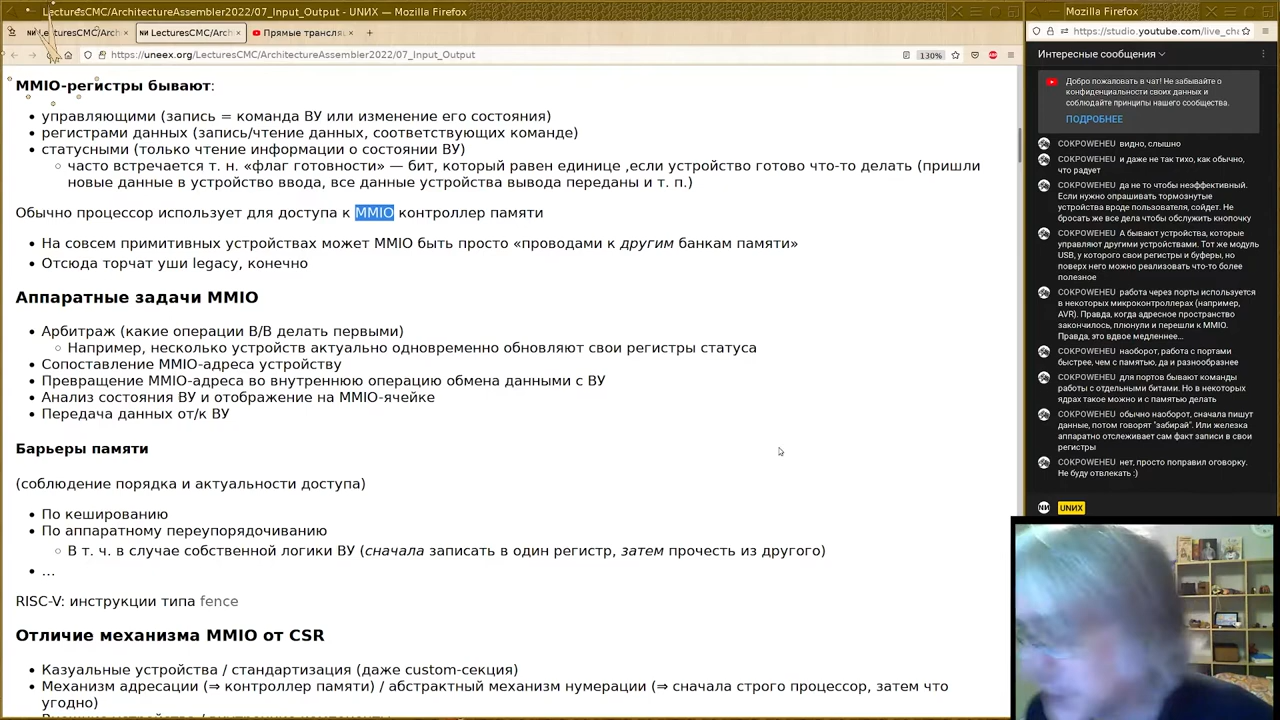 LecturesCMC/ArchitectureAssembler2022/07_Input_Output - UNИX — Mozilla Firefox
LecturesCMC/Archit
LecturesCMC/Archit
Прямые трансляц
https://uneex.org/LecturesCMC/ArchitectureAssembler2022/07_Input_Output
130%
MMIO-регистры бывают:
управляющими (запись = команда ВУ или изменение его состояния)
регистрами данных (запись/чтение данных, соответствующих команде)
статусными (только чтение информации о состоянии ВУ)
часто встречается т. н. «флаг готовности» — бит, который равен единице ,если устройство готово что-то делать (пришли
новые данные в устройство ввода, все данные устройства вывода переданы и т. п.)
Обычно процессор использует для доступа к MMIO контроллер памяти
На совсем примитивных устройствах может MMIO быть просто «проводами к другим банкам памяти»
Отсюда торчат уши legacy, конечно
Аппаратные задачи MMIO
Арбитраж (какие операции В/В делать первыми)
Например, несколько устройств актуально одновременно обновляют свои регистры статуса
Сопоставление MMIO-адреса устройству
Превращение MMIO-адреса во внутреннюю операцию обмена данными с ВУ
Анализ состояния ВУ и отображение на MMIO-ячейке
Передача данных от/к ВУ
Барьеры памяти
(соблюдение порядка и актуальности доступа)
По кешированию
По аппаратному переупорядочиванию
В т. ч. в случае собственной логики ВУ (сначала записать в один регистр, затем прочесть из другого)
...
RISC-V: инструкции типа fence
Отличие механизма MMIO от CSR
Казуальные устройства / стандартизация (даже custom-секция)
Механизм адресации (⇒ контроллер памяти) / абстрактный механизм нумерации (⇒ сначала строго процессор, затем что
угодно)
Mozilla Firefox
https://studio.youtube.com/live_cha
Интересные сообщения
Добро пожаловать в чат! Не забывайте о
конфиденциальности своих данных и
соблюдайте принципы нашего сообщества.
ПОДРОБНЕЕ
COKPOWEHEU видно, слышно
COKPOWEHEU и даже не так тихо, как обычно,
что радует
COKPOWEHEU да не то чтобы неэффективный.
Если нужно опрашивать тормознутые
устройства вроде пользователя, сойдет. Не
бросать же все дела чтобы обслужить кнопочку
COKPOWEHEU А бывают устройства, которые
управляют другими устройствами. Тот же модуль
USB, у которого свои регистры и буферы, но
поверх него можно реализовать что-то более
полезное
COKPOWEHEU работа через порты используется
в некоторых микроконтроллерах (например,
AVR). Правда, когда адресное пространство
закончилось, плюнули и перешли к MMIO.
Правда, это вдвое медленнее...
COKPOWEHEU наоборот, работа с портами
быстрее, чем с памятью, да и разнообразнее
COKPOWEHEU для портов бывают команды
работы с отдельными битами. Но в некоторых
ядрах такое можно и с памятью делать
COKPOWEHEU обычно наоборот, сначала пишут
данные, потом говорят "забирай". Или железка
аппаратно отслеживает сам факт записи в свои
регистры
COKPOWEHEU нет, просто поправил оговорку.
Не буду отвлекать :)
UNИX